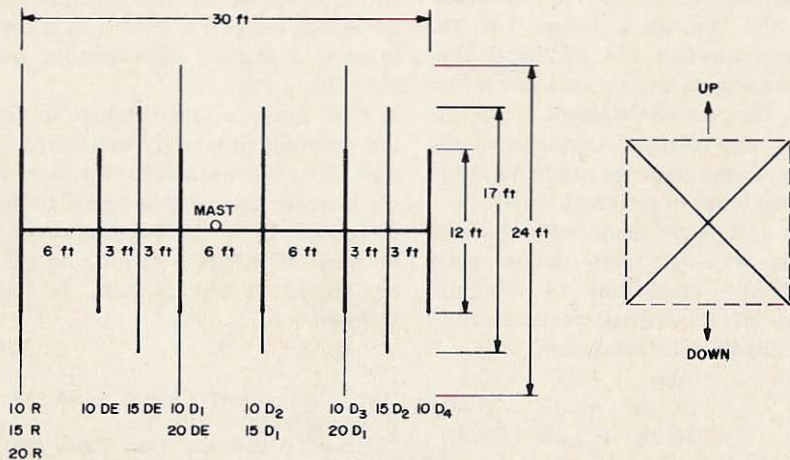 30 ft
UP
MAST
6 ft 3 ft 3 ft 6 ft 6 ft 3 ft 3 ft
12 ft
17 ft
24 ft
DOWN
10 R 10 DE 15 DE 10 D₁ 10 D₂ 10 D₃ 15 D₂ 10 D₄
15 R 20 DE 15 D₁ 20 D₁
20 R